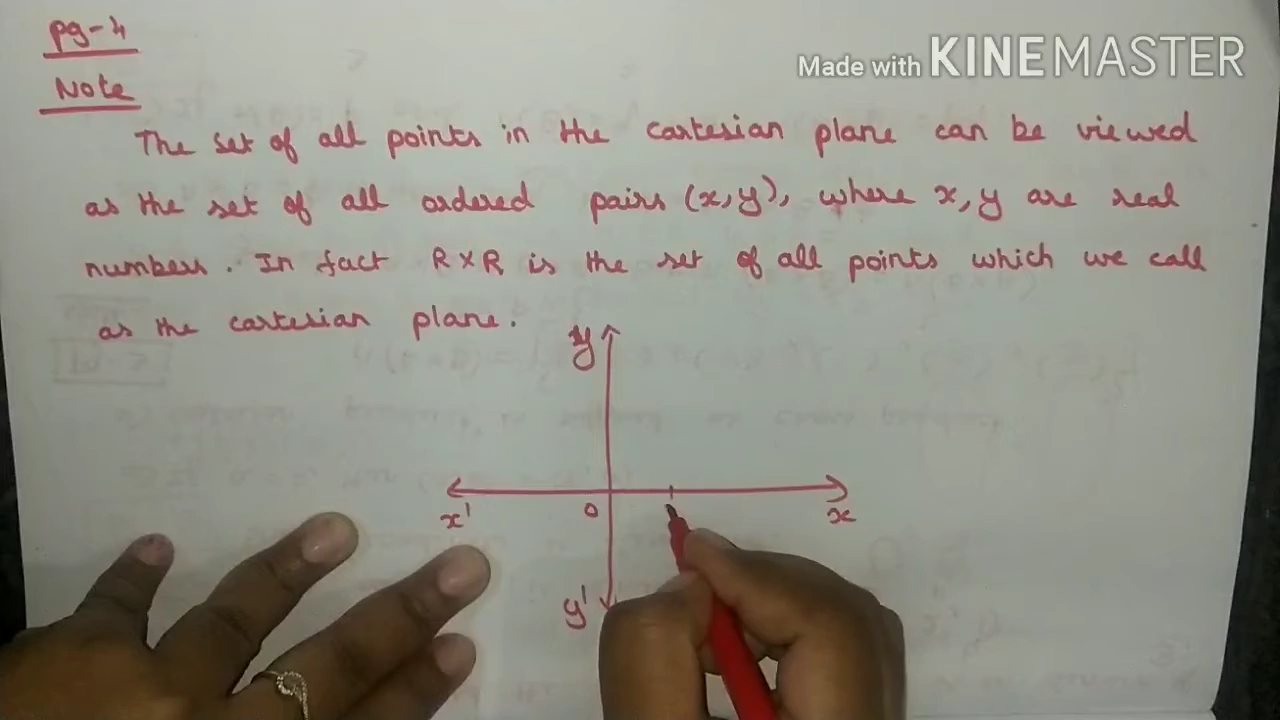 pg-4
Made with KINEMASTER
Note
The set of all points in the cartesian plane can be viewed
as the set of all ordered pairs (x,y), where x,y are real
numbers. In fact R×R is the set of all points which we call
as the cartesian plane.
y
x' 0 x
y'